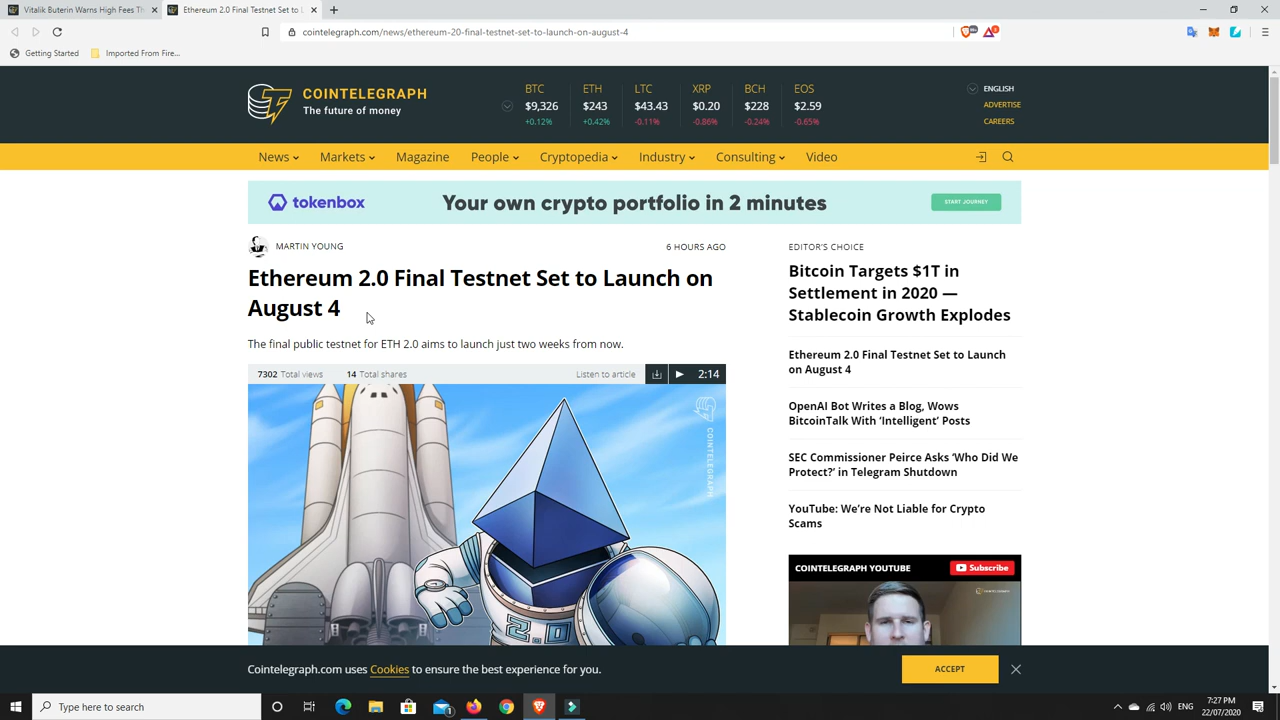 Vitalik Buterin Warns High Fees Th
Ethereum 2.0 Final Testnet Set to L
cointelegraph.com/news/ethereum-20-final-testnet-set-to-launch-on-august-4
Getting Started
Imported From Fire...
COINTELEGRAPH
The future of money
BTC ETH LTC XRP BCH EOS
$9,326 $243 $43.43 $0.20 $228 $2.59
+0.12% +0.42% -0.11% -0.86% -0.24% -0.65%
ENGLISH
ADVERTISE
CAREERS
News Markets Magazine People Cryptopedia Industry Consulting Video
tokenbox Your own crypto portfolio in 2 minutes START JOURNEY
MARTIN YOUNG 6 HOURS AGO
Ethereum 2.0 Final Testnet Set to Launch on
August 4
The final public testnet for ETH 2.0 aims to launch just two weeks from now.
7302 Total views 14 Total shares Listen to article 2:14
COINTELEGRAPH
2.0
EDITOR'S CHOICE
Bitcoin Targets $1T in
Settlement in 2020 —
Stablecoin Growth Explodes
Ethereum 2.0 Final Testnet Set to Launch
on August 4
OpenAI Bot Writes a Blog, Wows
BitcoinTalk With ‘Intelligent’ Posts
SEC Commissioner Peirce Asks ‘Who Did We
Protect?’ in Telegram Shutdown
YouTube: We’re Not Liable for Crypto
Scams
COINTELEGRAPH YOUTUBE Subscribe
Cointelegraph.com uses Cookies to ensure the best experience for you.
ACCEPT
Type here to search
ENG
7:27 PM
22/07/2020